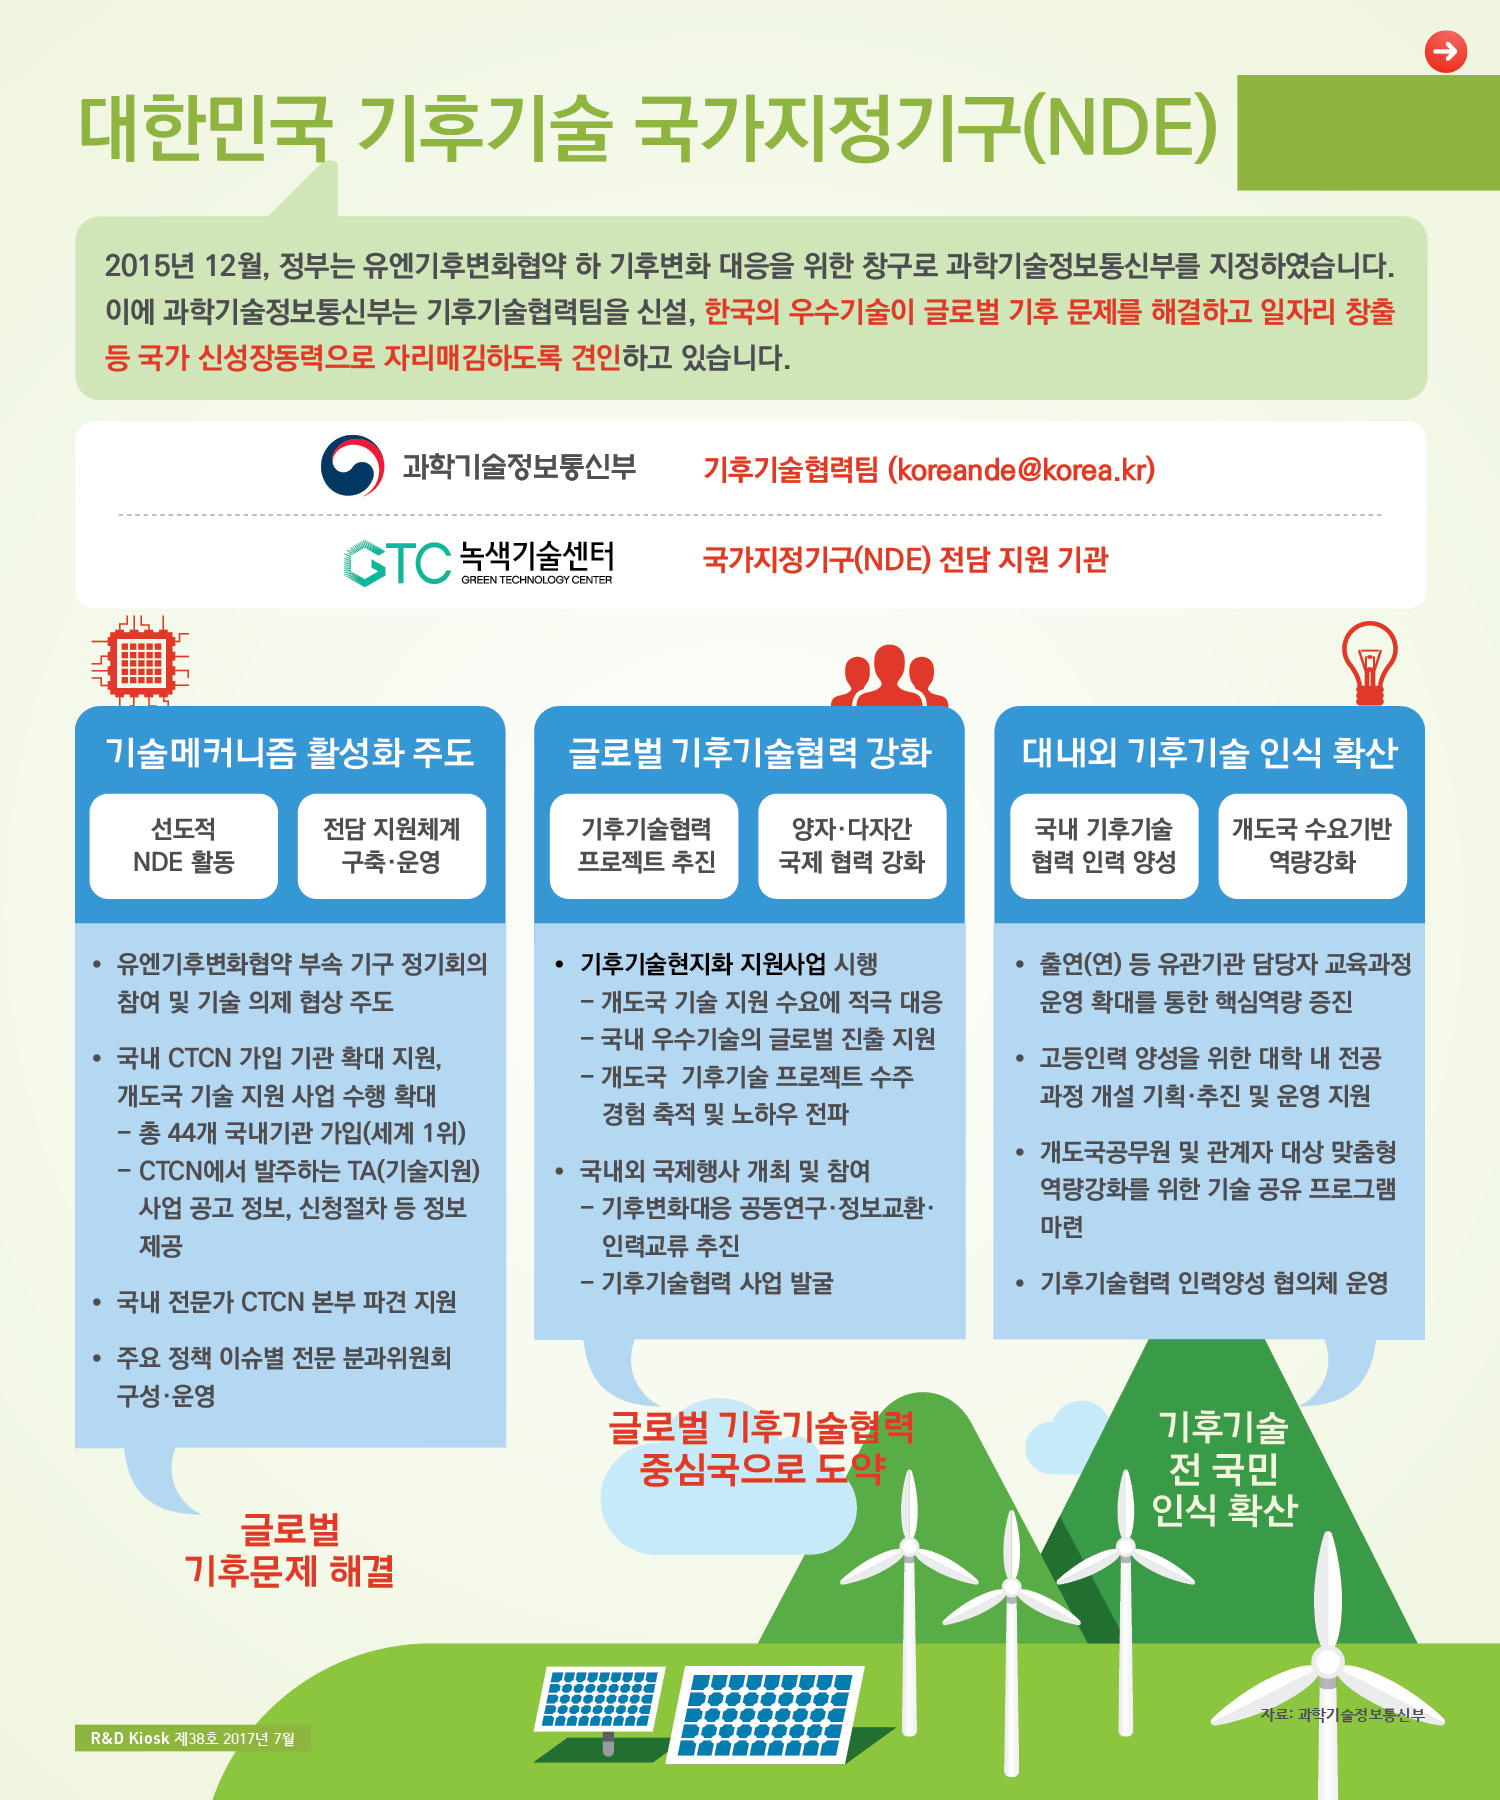 대한민국 기후기술 국가지정기구(NDE)
2015년 12월, 정부는 유엔기후변화협약 하 기후변화 대응을 위한 창구로 과학기술정보통신부를 지정하였습니다.
이에 과학기술정보통신부는 기후기술협력팀을 신설, 한국의 우수기술이 글로벌 기후 문제를 해결하고 일자리 창출
등 국가 신성장동력으로 자리매김하도록 견인하고 있습니다.
과학기술정보통신부
기후기술협력팀 (koreande@korea.kr)
GTC 녹색기술센터
GREEN TECHNOLOGY CENTER
국가지정기구(NDE) 전담 지원 기관
기술메커니즘 활성화 주도
선도적
NDE 활동
전담 지원체계
구축·운영
• 유엔기후변화협약 부속 기구 정기회의
참여 및 기술 의제 협상 주도
• 국내 CTCN 가입 기관 확대 지원,
개도국 기술 지원 사업 수행 확대
– 총 44개 국내기관 가입(세계 1위)
– CTCN에서 발주하는 TA(기술지원)
사업 공고 정보, 신청절차 등 정보
제공
• 국내 전문가 CTCN 본부 파견 지원
• 주요 정책 이슈별 전문 분과위원회
구성·운영
글로벌
기후문제 해결
글로벌 기후기술협력 강화
기후기술협력
프로젝트 추진
양자·다자간
국제 협력 강화
• 기후기술현지화 지원사업 시행
– 개도국 기술 지원 수요에 적극 대응
– 국내 우수기술의 글로벌 진출 지원
– 개도국 기후기술 프로젝트 수주
경험 축적 및 노하우 전파
• 국내외 국제행사 개최 및 참여
– 기후변화대응 공동연구·정보교환·
인력교류 추진
– 기후기술협력 사업 발굴
글로벌 기후기술협력
중심국으로 도약
대내외 기후기술 인식 확산
국내 기후기술
협력 인력 양성
개도국 수요기반
역량강화
• 출연(연) 등 유관기관 담당자 교육과정
운영 확대를 통한 핵심역량 증진
• 고등인력 양성을 위한 대학 내 전공
과정 개설 기획·추진 및 운영 지원
• 개도국공무원 및 관계자 대상 맞춤형
역량강화를 위한 기술 공유 프로그램
마련
• 기후기술협력 인력양성 협의체 운영
기후기술
전 국민
인식 확산
자료: 과학기술정보통신부
R&D Kiosk 제38호 2017년 7월